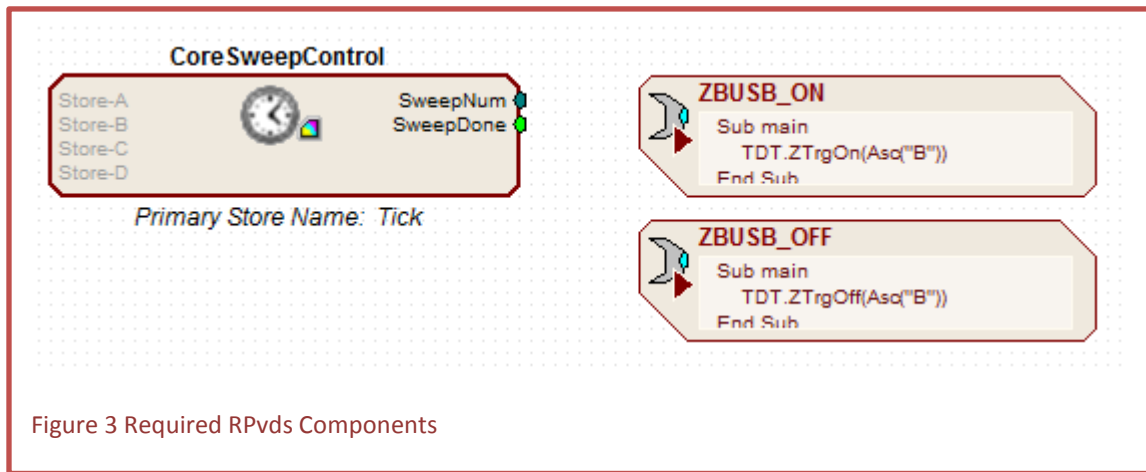 CoreSweepControl
Store-A
Store-B
Store-C
Store-D
SweepNum
SweepDone
Primary Store Name: Tick
ZBUSB_ON
Sub main
TDT.ZTrgOn(Asc("B"))
End Sub
ZBUSB_OFF
Sub main
TDT.ZTrgOff(Asc("B"))
End Sub
Figure 3 Required RPvds Components